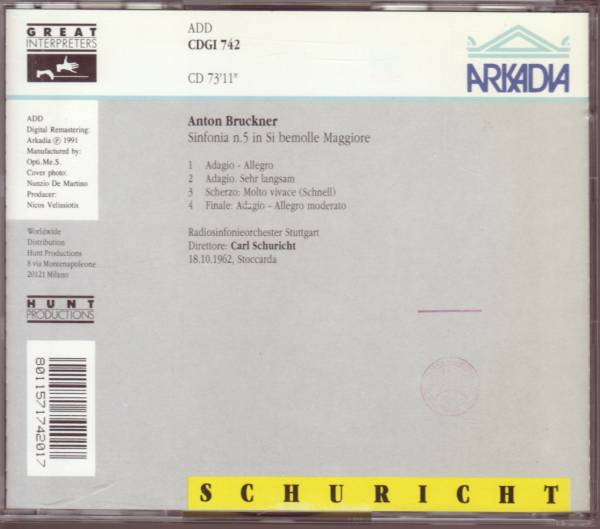 GREAT
INTERPRETERS
ADD
CDGI 742
CD 73'11"
ARKADIA
ADD
Digital Remastering:
Arkadia Ⓟ 1991
Manufactured by:
Opti.Me.S.
Cover photo:
Nunzio De Martino
Producer:
Nicos Velissiotis
Worldwide
Distribution
Hunt Productions
8 via Montenapoleone
20121 Milano
HUNT
PRODUCTIONS
8011571742017
Anton Bruckner
Sinfonia n.5 in Si bemolle Maggiore
1 Adagio - Allegro
2 Adagio. Sehr langsam
3 Scherzo: Molto vivace (Schnell)
4 Finale: Adagio - Allegro moderato
Radiosinfonieorchester Stuttgart
Direttore: Carl Schuricht
18.10.1962, Stoccarda
SCHURICHT